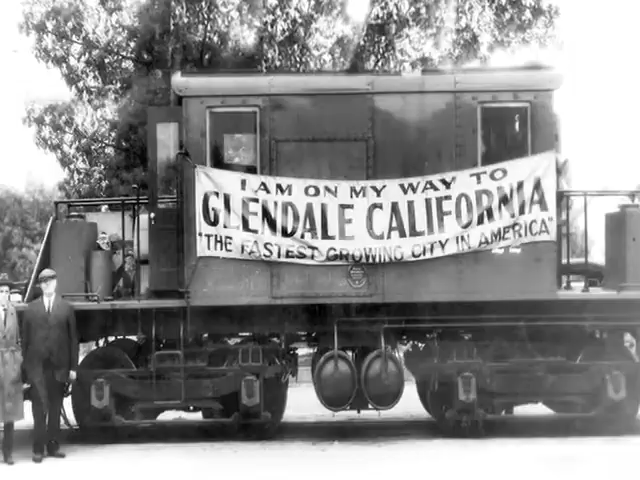 I AM ON MY WAY TO
GLENDALE CALIFORNIA
"THE FASTEST GROWING CITY IN AMERICA"